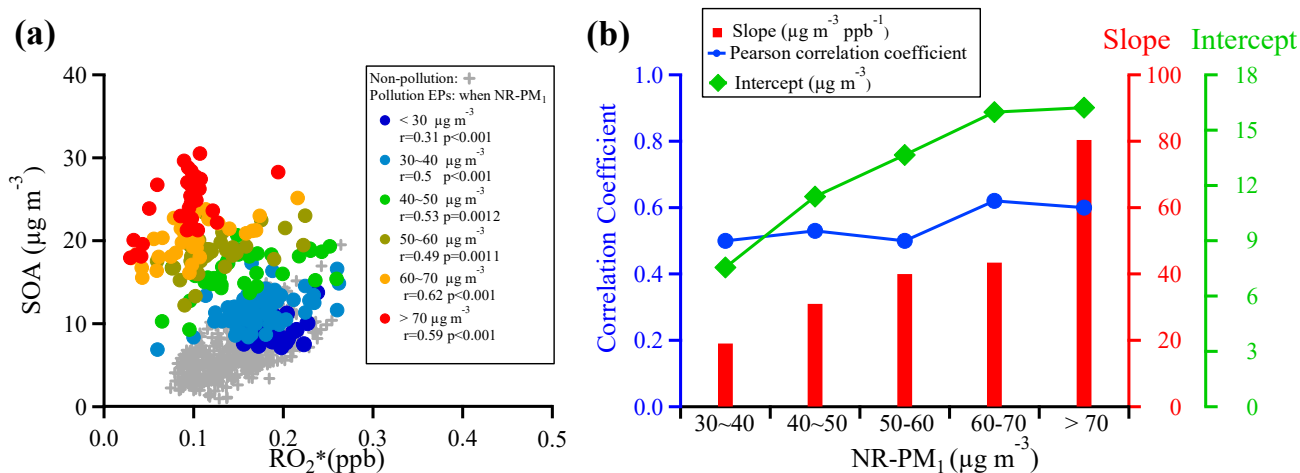 (a)
SOA (µg m⁻³)
40
30
20
10
0
0.0 0.1 0.2 0.3 0.4 0.5
RO₂*(ppb)
Non-pollution:
Pollution EPs: when NR-PM₁
< 30 µg m⁻³
r=0.31 p<0.001
30~40 µg m⁻³
r=0.5 p<0.001
40~50 µg m⁻³
r=0.53 p=0.0012
50~60 µg m⁻³
r=0.49 p=0.0011
60~70 µg m⁻³
r=0.62 p<0.001
> 70 µg m⁻³
r=0.59 p<0.001
(b)
Slope (µg m⁻³ ppb⁻¹)
Pearson correlation coefficient
Intercept (µg m⁻³)
Slope Intercept
Correlation Coefficient
1.0
0.8
0.6
0.4
0.2
0.0
100
80
60
40
20
0
18
15
12
9
6
3
0
30~40 40~50 50-60 60-70 > 70
NR-PM₁ (µg m⁻³)